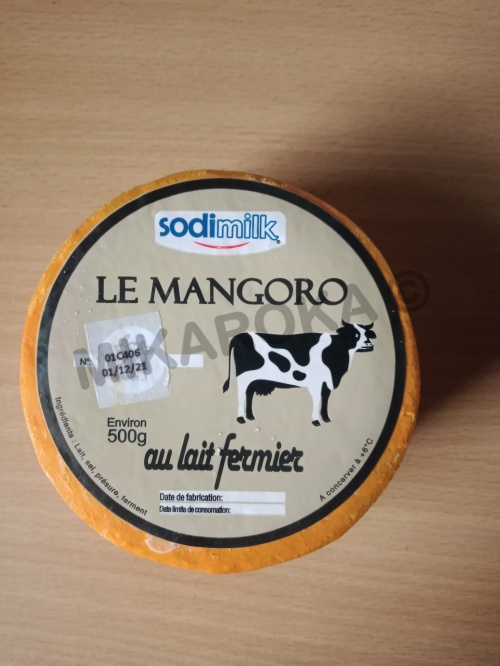 sodimilk
LE MANGORO
MIKAROKA ©
N°
01C406
01/12/21
Environ
500g
au lait fermier
Ingrédients : Lait, sel, présure, ferment
A concerver à +6°C
Date de fabrication:
Date limite de consomation: